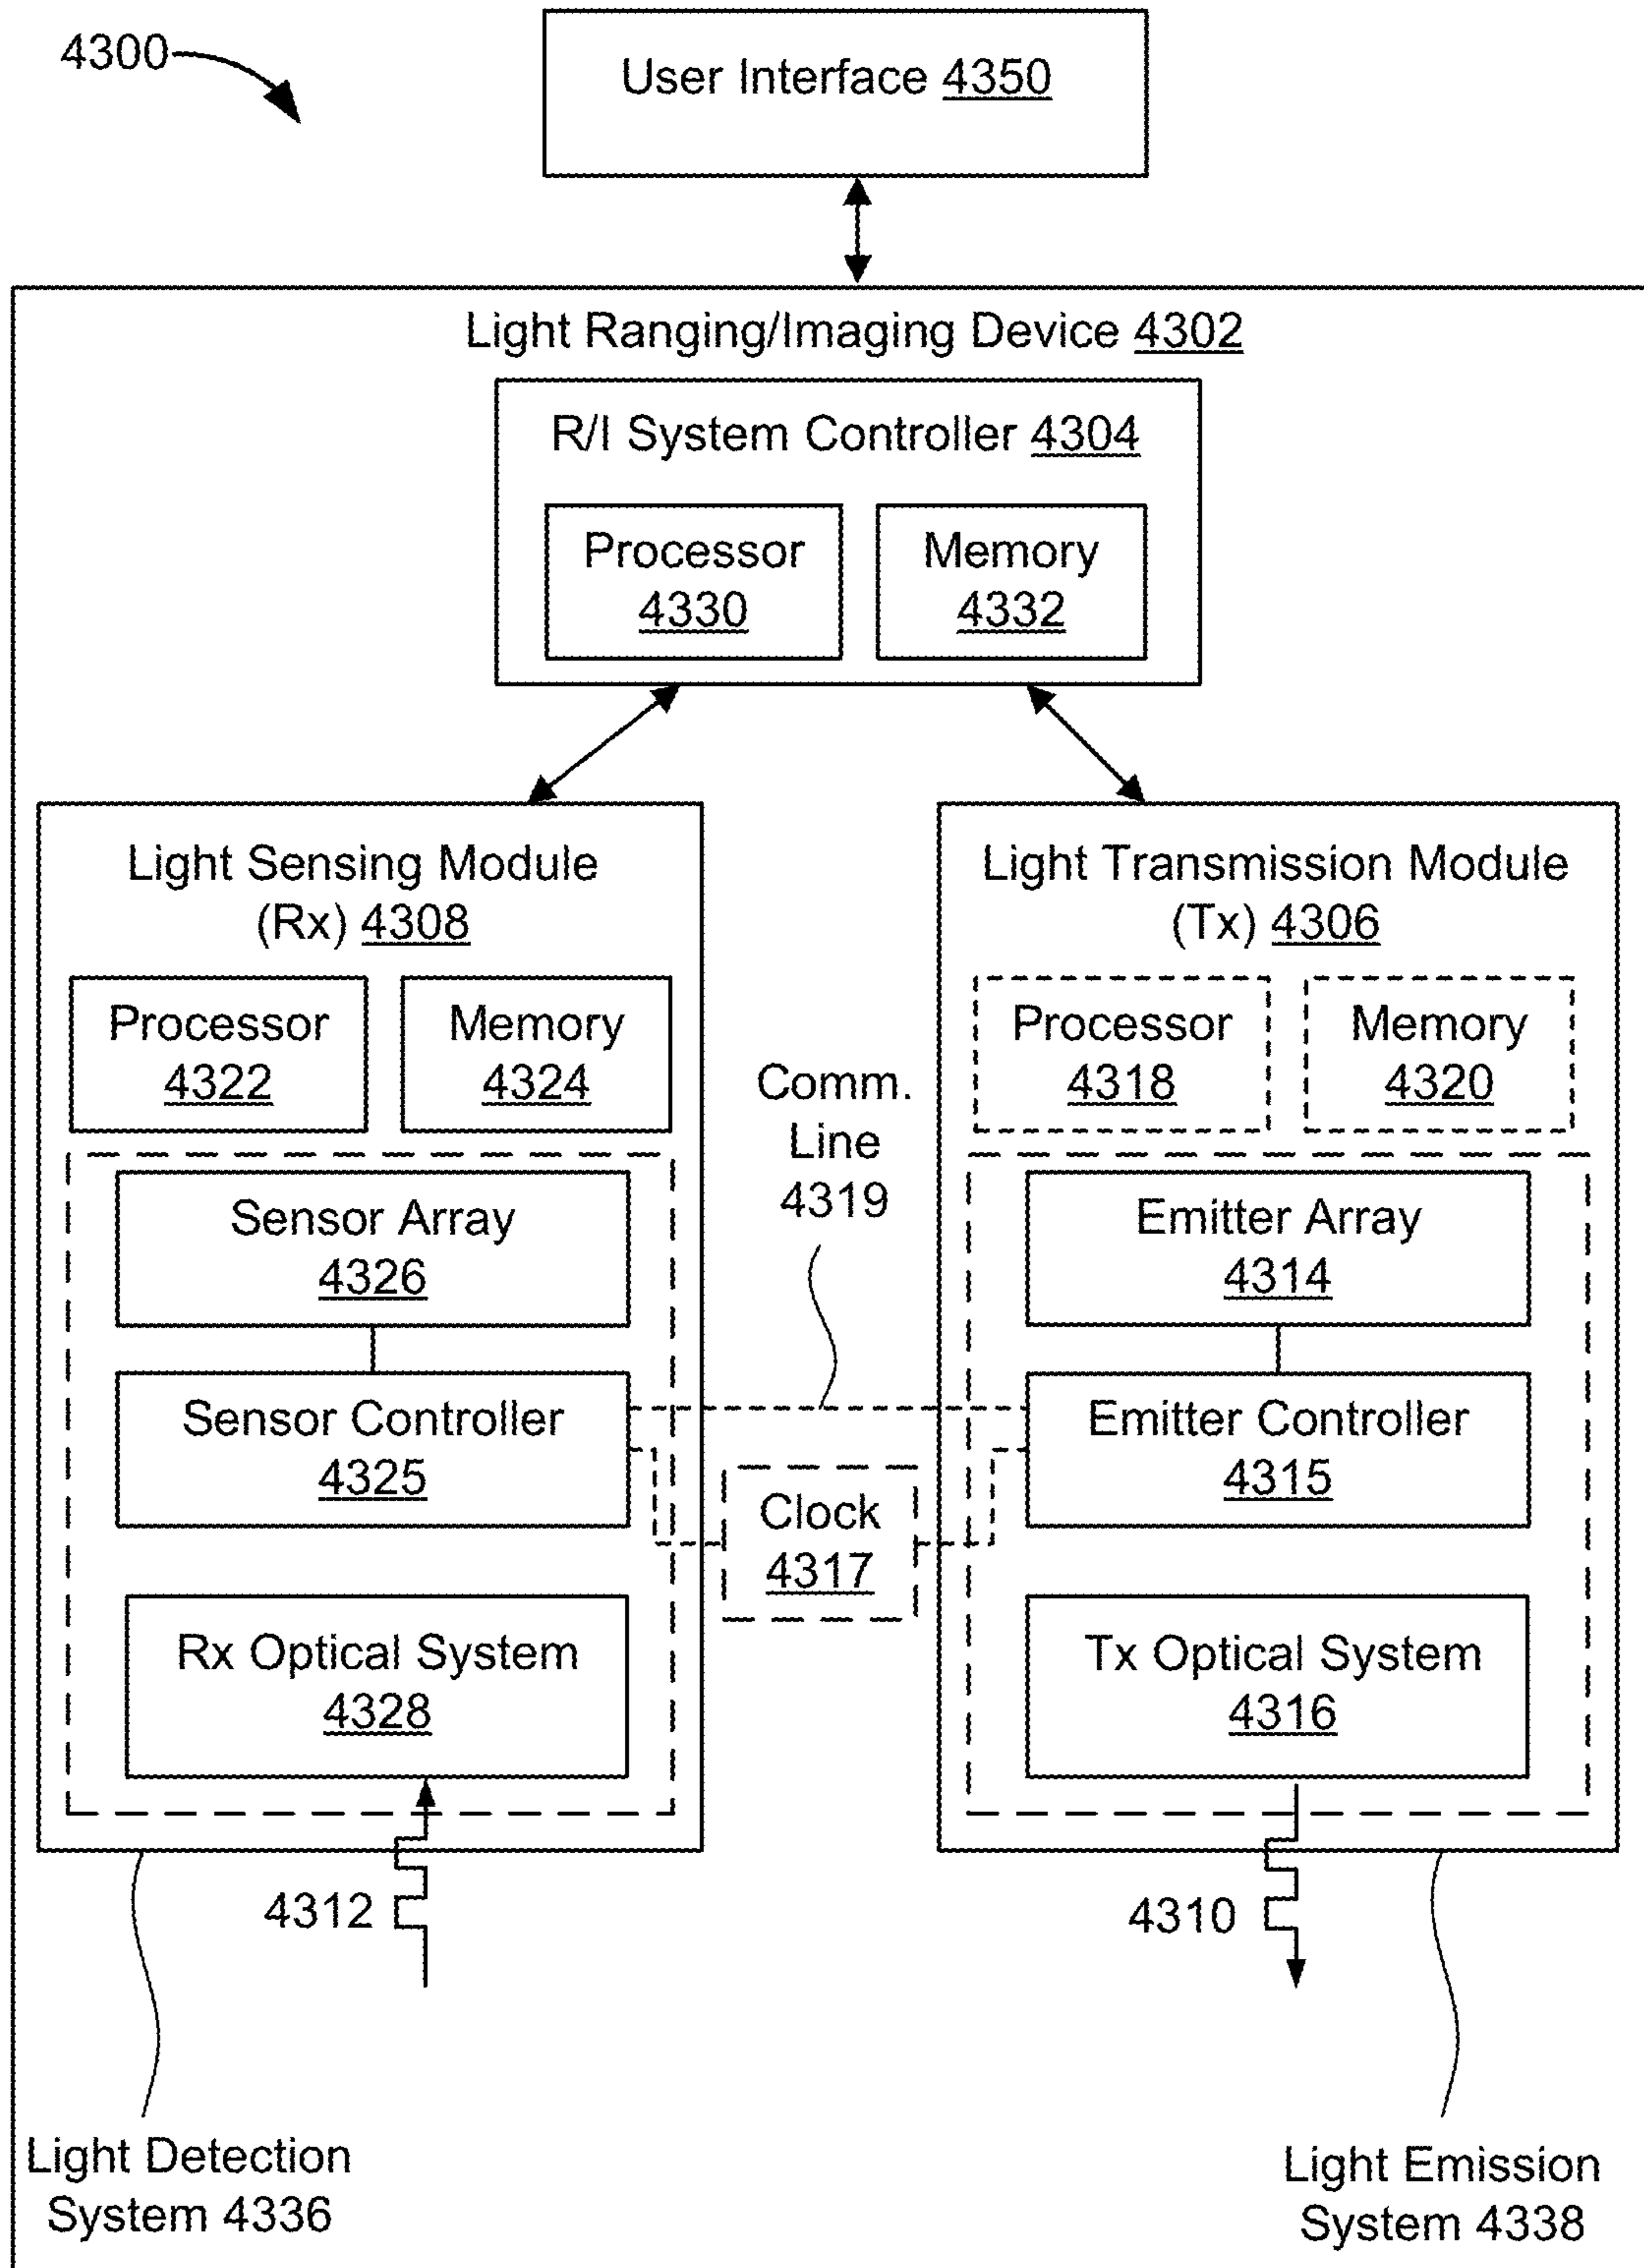 4300
User Interface 4350
Light Ranging/Imaging Device 4302
R/I System Controller 4304
Processor
4330
Memory
4332
Light Sensing Module
(Rx) 4308
Processor
4322
Memory
4324
Sensor Array
4326
Sensor Controller
4325
Rx Optical System
4328
Comm.
Line
4319
Clock
4317
Light Transmission Module
(Tx) 4306
Processor
4318
Memory
4320
Emitter Array
4314
Emitter Controller
4315
Tx Optical System
4316
4312
4310
Light Detection
System 4336
Light Emission
System 4338